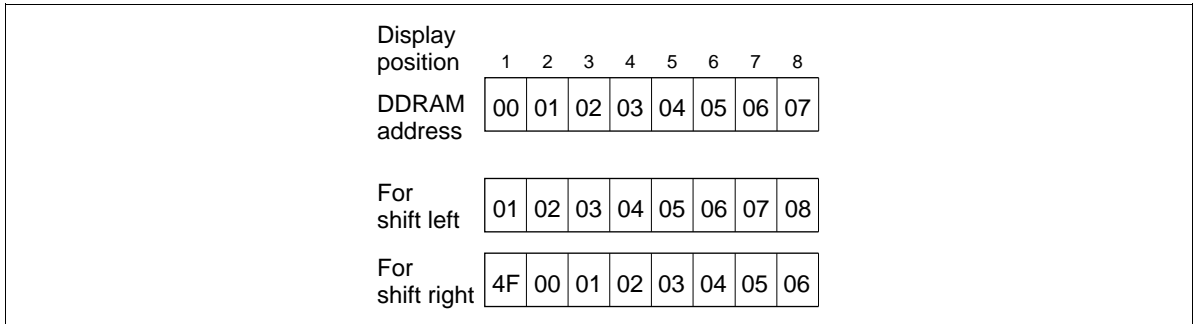 Display
position 1 2 3 4 5 6 7 8
DDRAM
address 00 01 02 03 04 05 06 07
For
shift left 01 02 03 04 05 06 07 08
For
shift right 4F 00 01 02 03 04 05 06